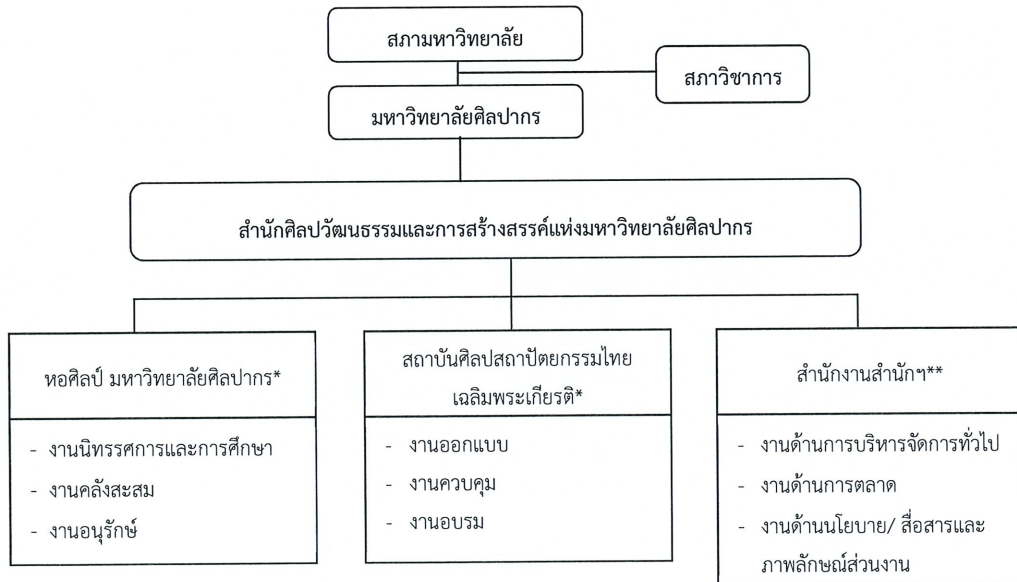 สภามหาวิทยาลัย
สภาวิชาการ
มหาวิทยาลัยศิลปากร
สำนักศิลปวัฒนธรรมและการสร้างสรรค์แห่งมหาวิทยาลัยศิลปากร
หอศิลป์ มหาวิทยาลัยศิลปากร*
- งานนิทรรศการและการศึกษา
- งานคลังสะสม
- งานอนุรักษ์
สถาบันศิลปสถาปัตยกรรมไทย
เฉลิมพระเกียรติ*
- งานออกแบบ
- งานควบคุม
- งานอบรม
สำนักงานสำนักฯ**
- งานด้านการบริหารจัดการทั่วไป
- งานด้านการตลาด
- งานด้านนโยบาย/ สื่อสารและ
ภาพลักษณ์ส่วนงาน